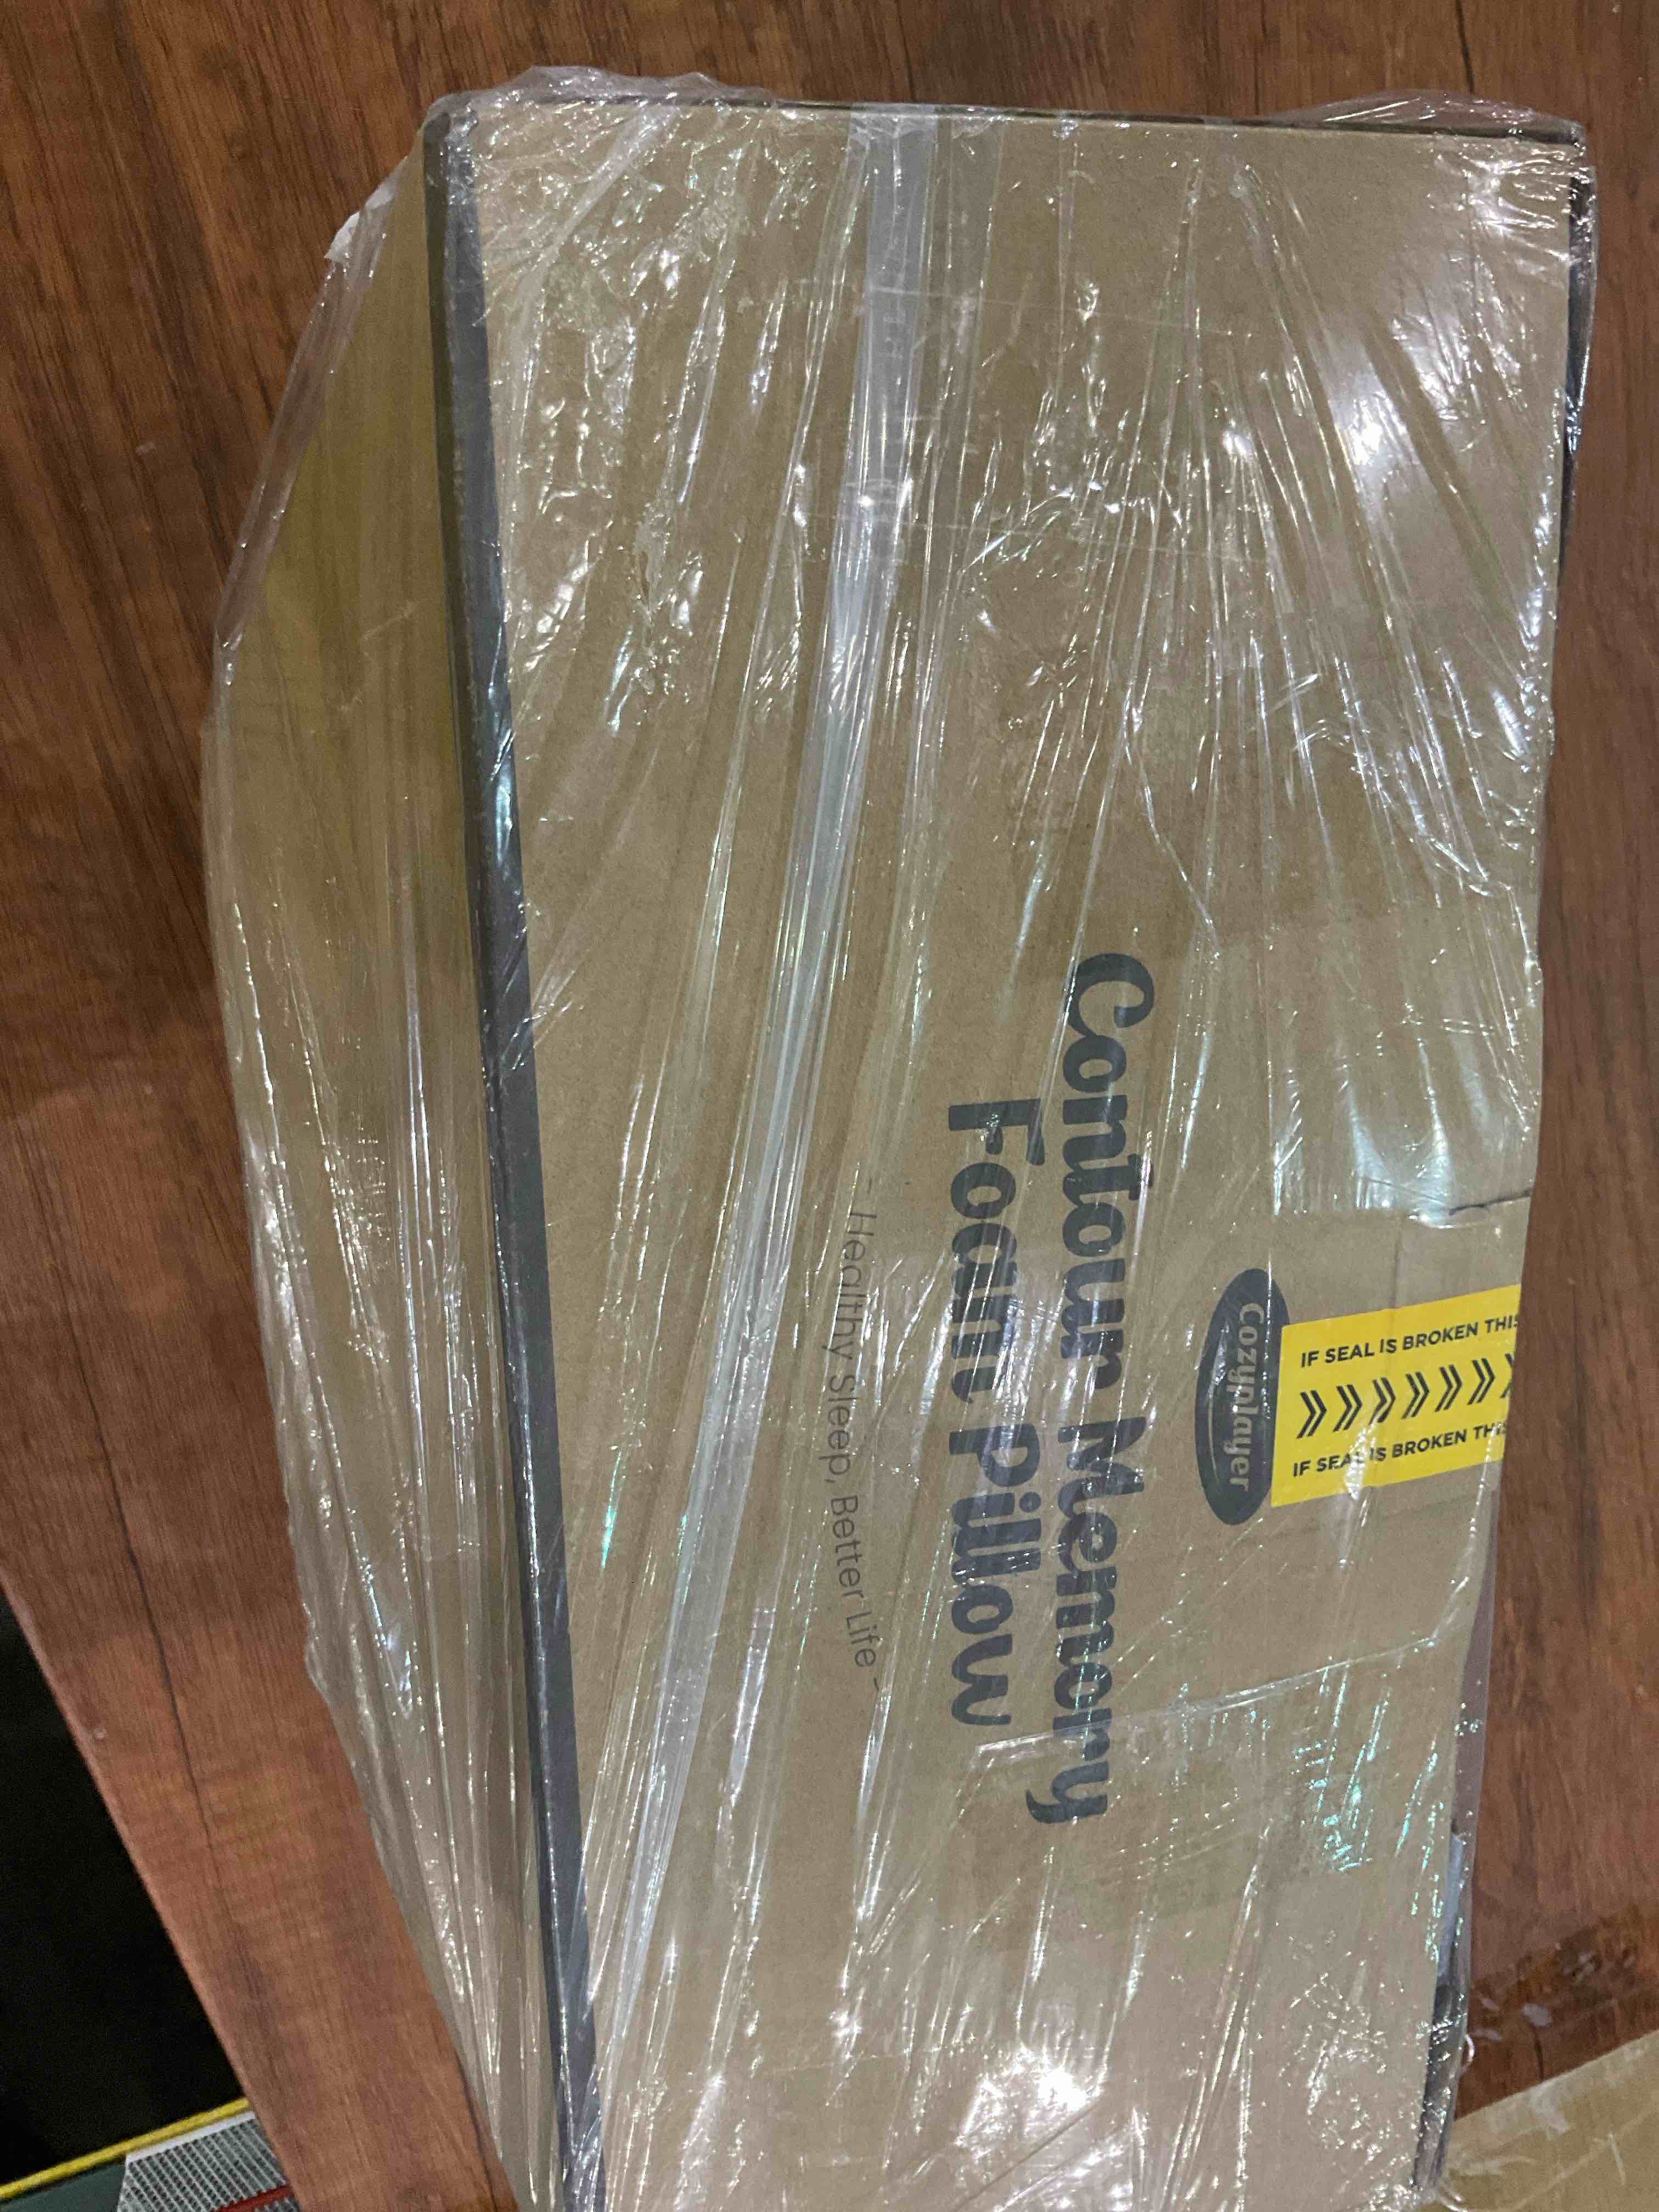 Cozyplayer
Contour Memory
Foam Pillow
- Healthy Sleep, Better Life -
IF SEAL IS BROKEN THIS
IF SEAL IS BROKEN THIS